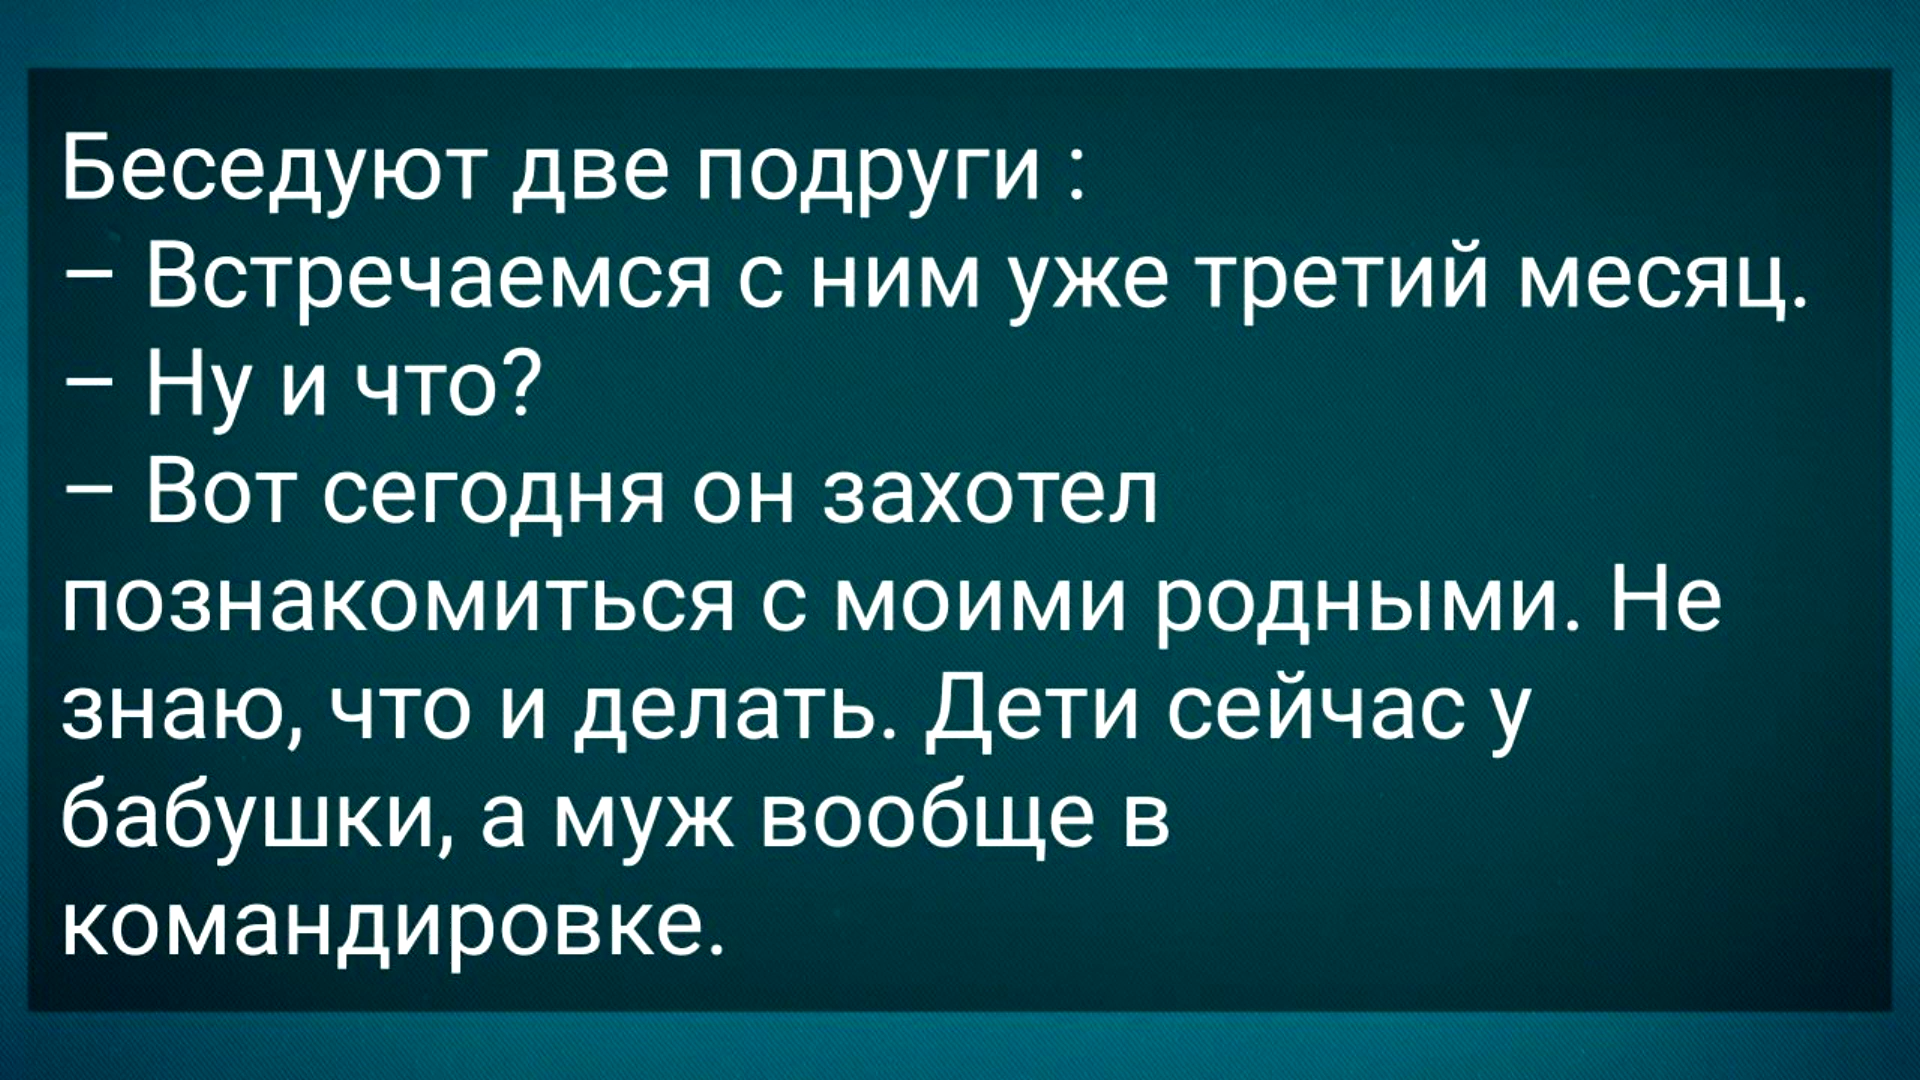 Беседуют две подруги :
– Встречаемся с ним уже третий месяц.
– Ну и что?
– Вот сегодня он захотел
познакомиться с моими родными. Не
знаю, что и делать. Дети сейчас у
бабушки, а муж вообще в
командировке.